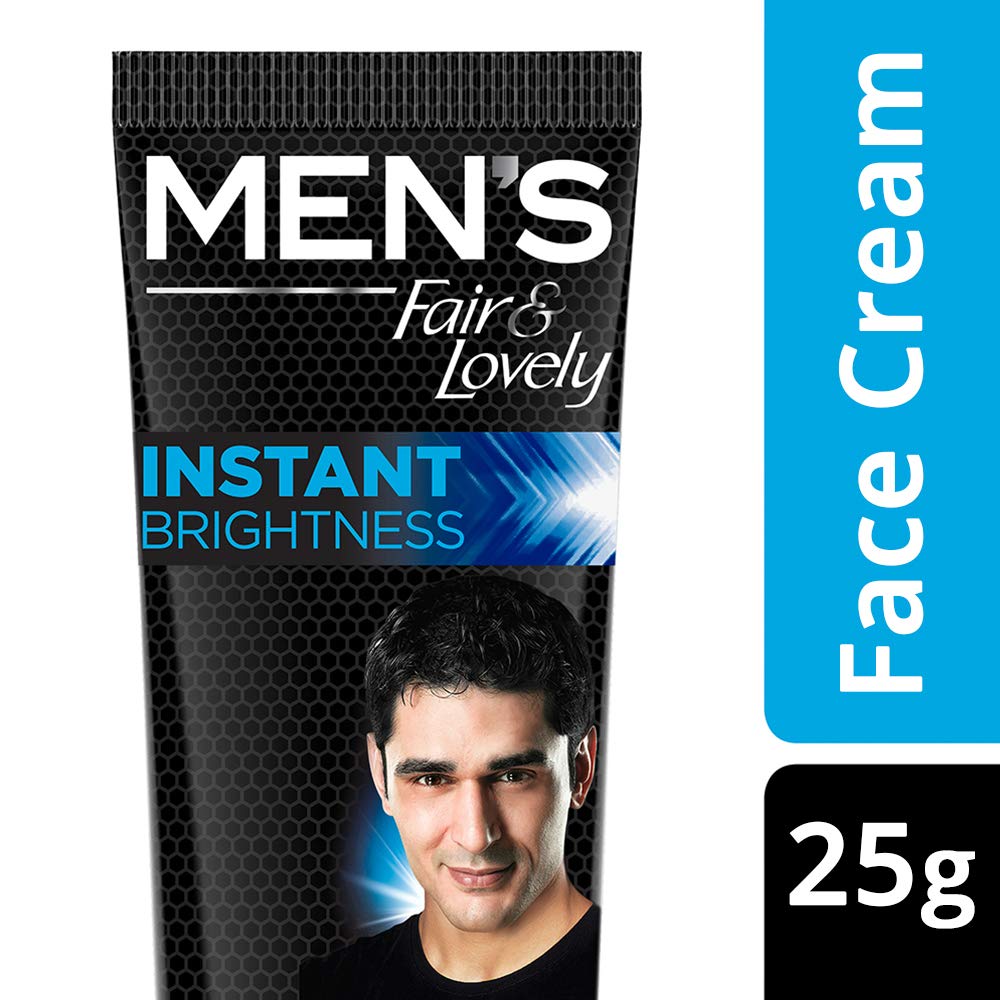 MEN'S
Fair &
Lovely
INSTANT
BRIGHTNESS
Face Cream
25g